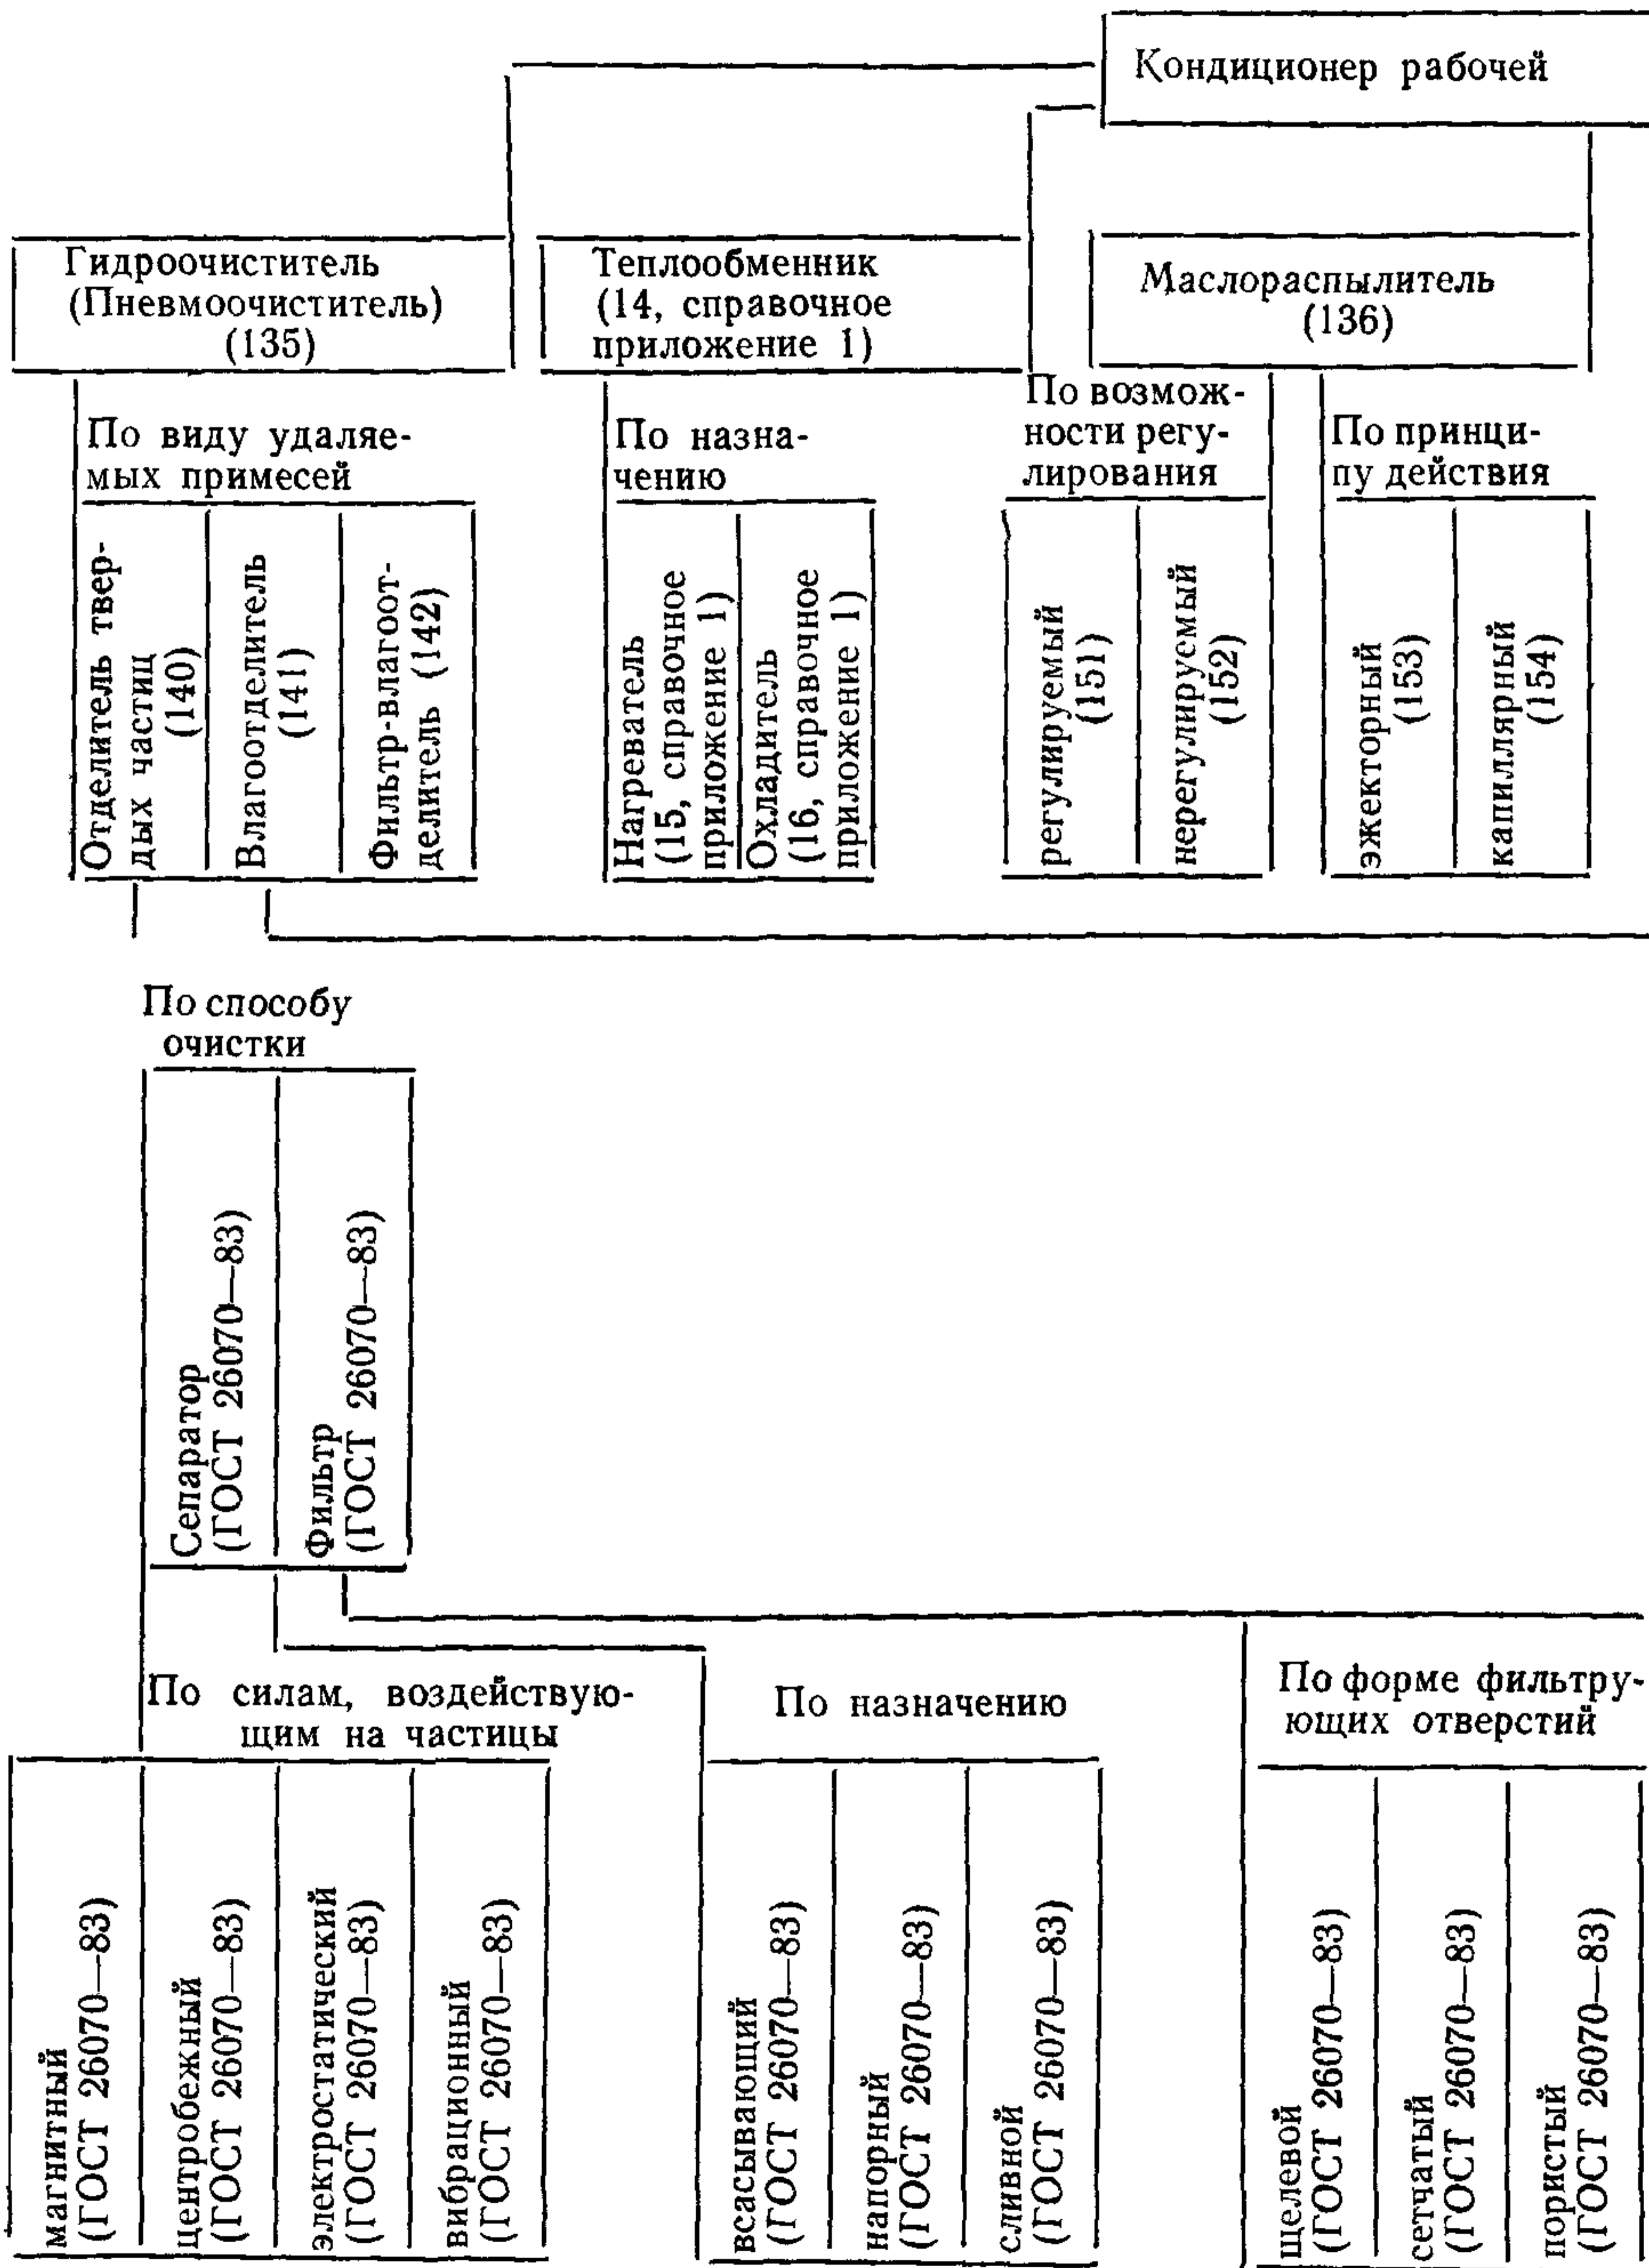 Кондиционер рабочей
Гидроочиститель
(Пневмоочиститель)
(135)
Теплообменник
(14, справочное
приложение 1)
Маслораспылитель
(136)
По виду удаляе-
мых примесей
По назна-
чению
По возмож-
ности регу-
лирования
По принци-
пу действия
Отделитель твер-
дых частиц
(140)
Влагоотделитель
(141)
Фильтр-влагоот-
делитель (142)
Нагреватель
(15, справочное
приложение 1)
Охладитель
(16, справочное
приложение 1)
регулируемый
(151)
нерегулируемый
(152)
эжекторный
(153)
капиллярный
(154)
По способу
очистки
Сепаратор
(ГОСТ 26070—83)
Фильтр
(ГОСТ 26070—83)
По силам, воздействую-
щим на частицы
По назначению
По форме фильтру-
ющих отверстий
магнитный
(ГОСТ 26070—83)
центробежный
(ГОСТ 26070—83)
электростатический
(ГОСТ 26070—83)
вибрационный
(ГОСТ 26070—83)
всасывающий
(ГОСТ 26070—83)
напорный
(ГОСТ 26070—83)
сливной
(ГОСТ 26070—83)
щелевой
(ГОСТ 26070—83)
сетчатый
(ГОСТ 26070—83)
пористый
(ГОСТ 26070—83)